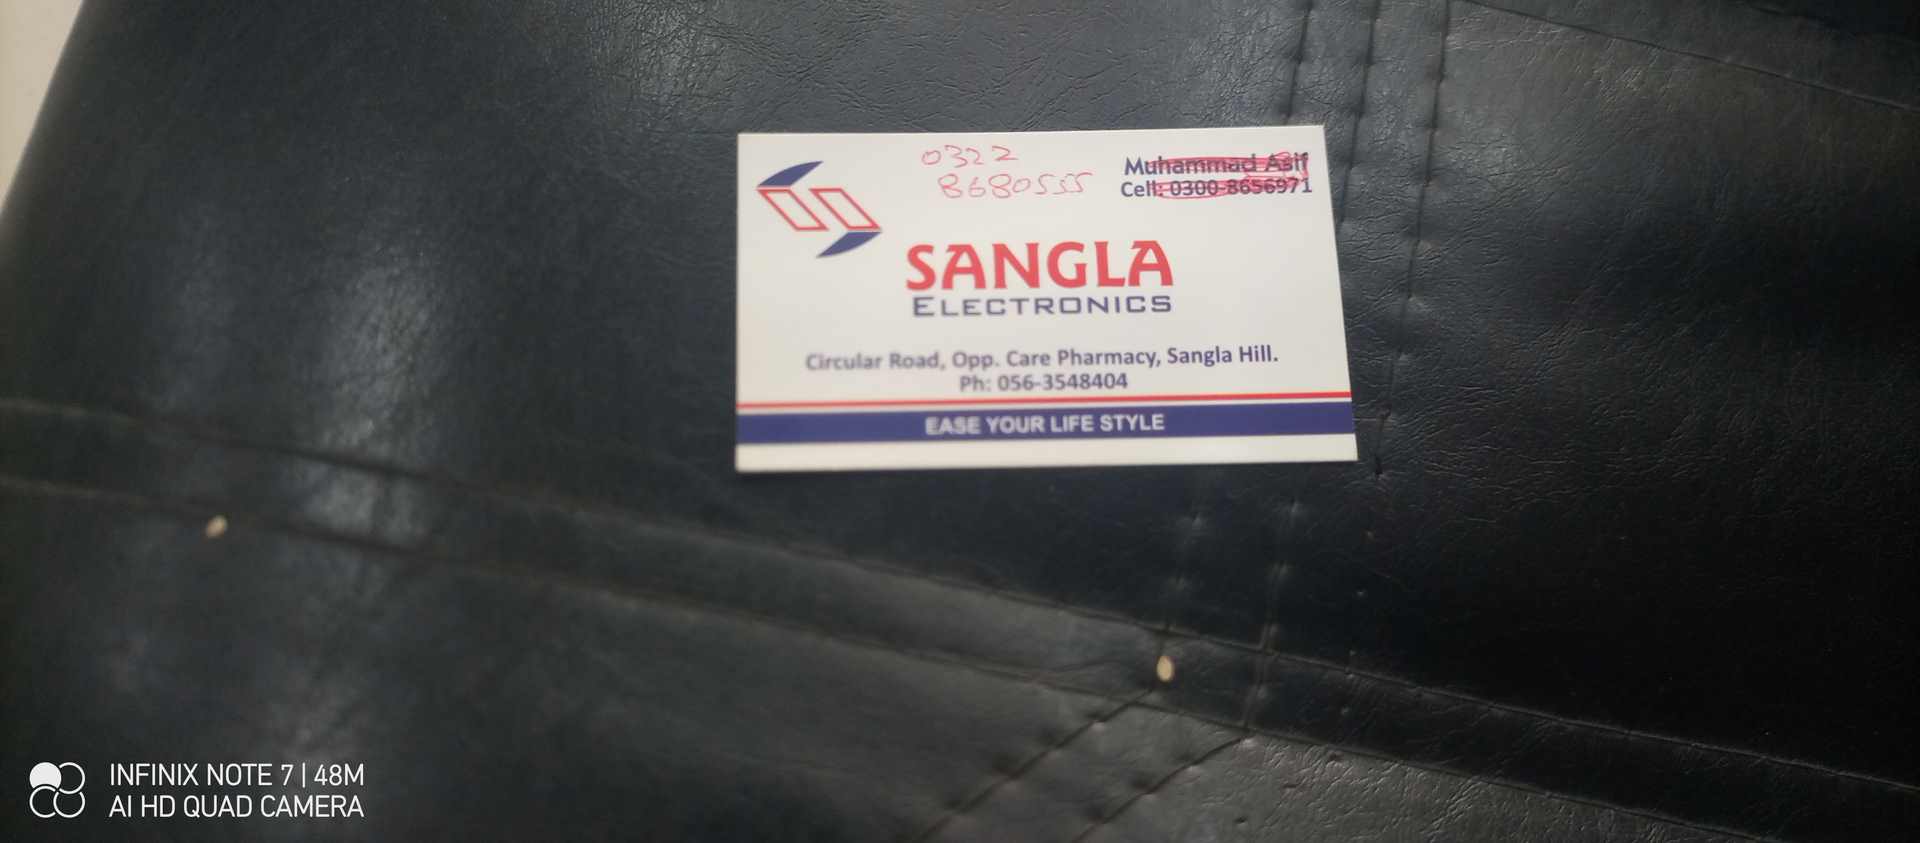 0322
8680555
Muhammad Asif
Cell: 0300-8656971
SANGLA
ELECTRONICS
Circular Road, Opp. Care Pharmacy, Sangla Hill.
Ph: 056-3548404
EASE YOUR LIFE STYLE
INFINIX NOTE 7 | 48M
AI HD QUAD CAMERA